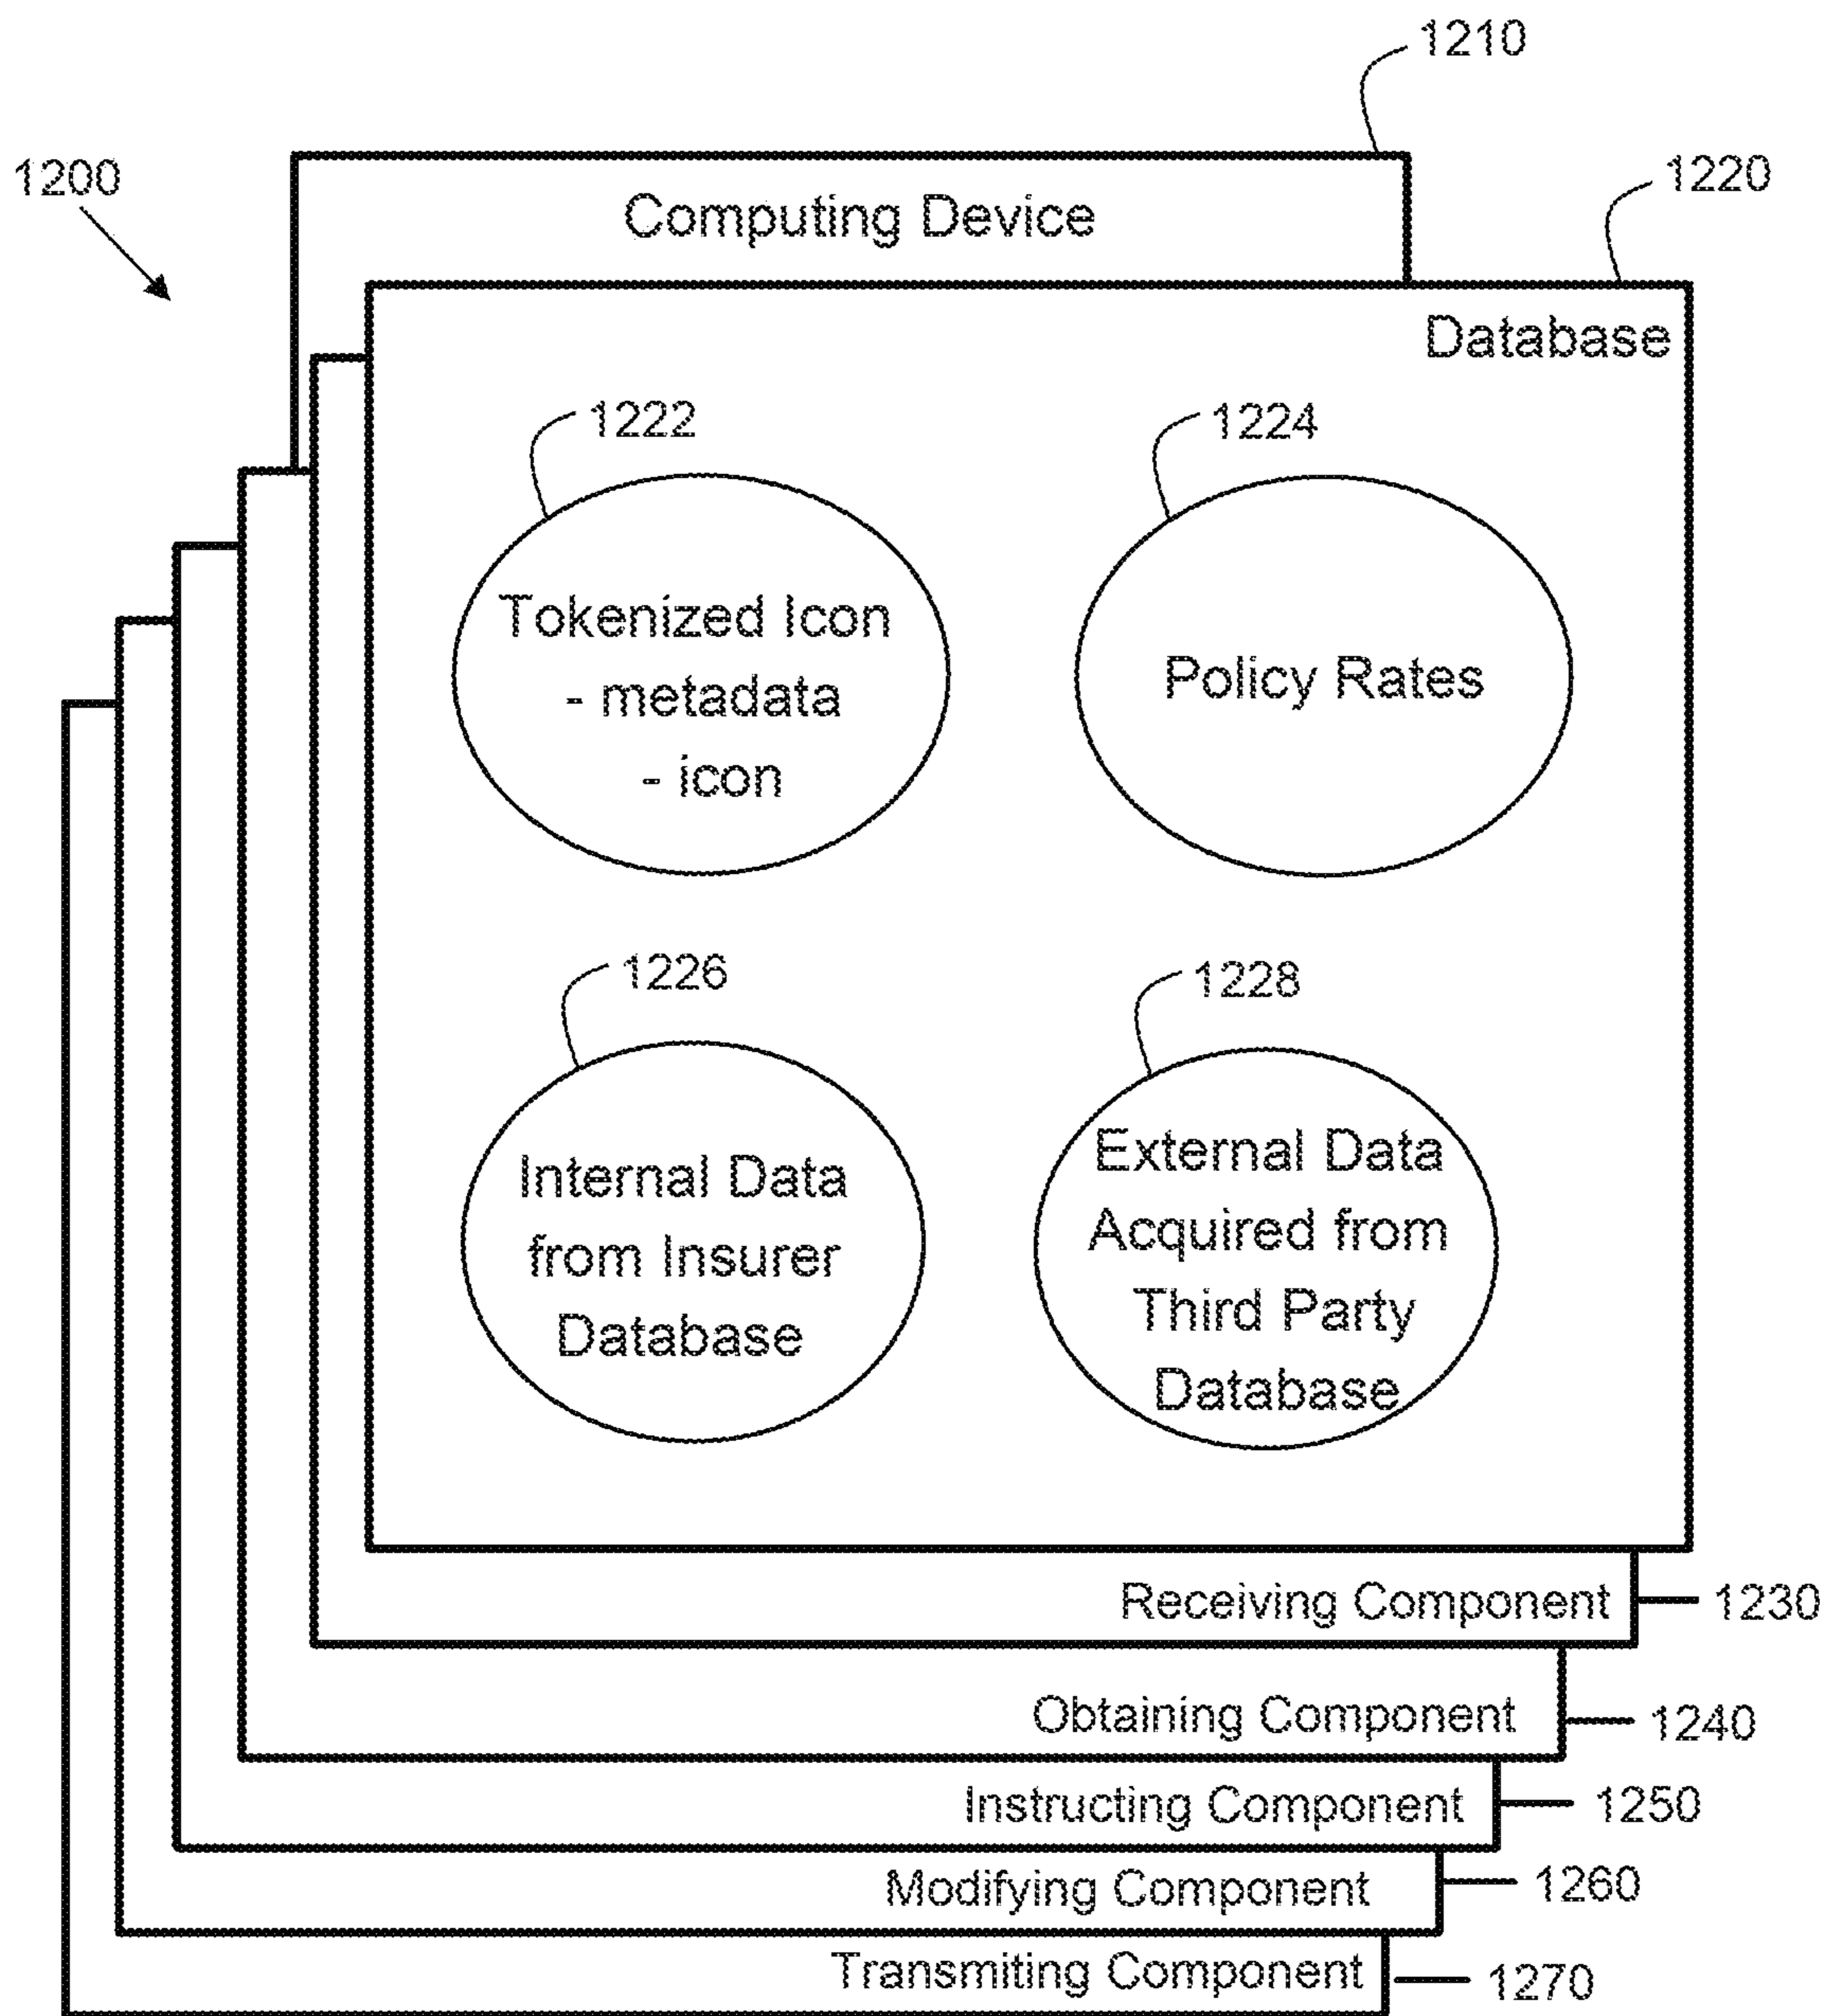 1210
1200
1220
Computing Device
Database
1222
1224
Tokenized Icon
- metadata
- icon
Policy Rates
1226
1228
Internal Data
from Insurer
Database
External Data
Acquired from
Third Party
Database
Receiving Component
1230
Obtaining Component
1240
Instructing Component
1250
Modifying Component
1260
Transmiting Component
1270